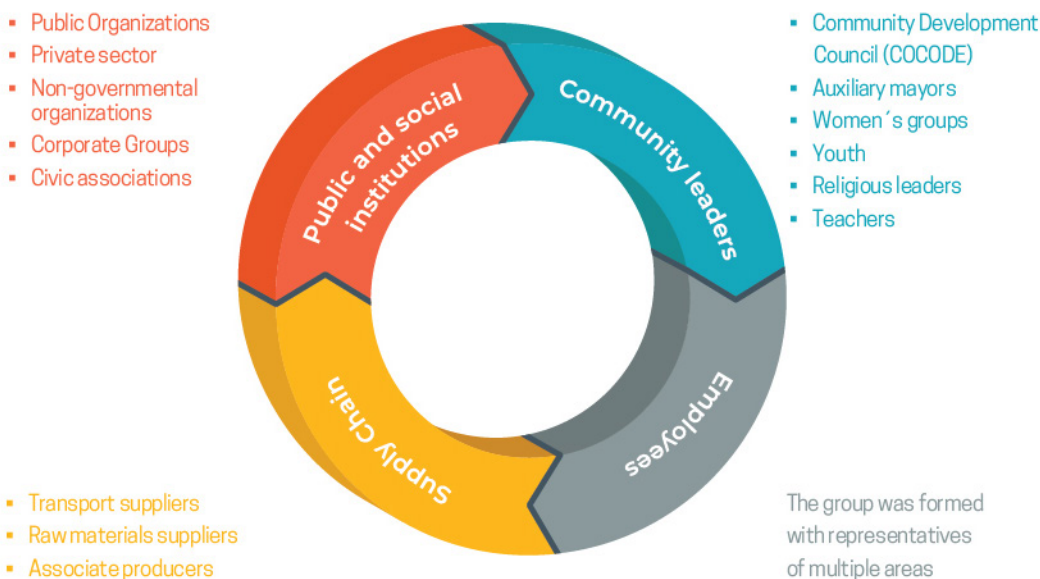 ▪ Public Organizations
▪ Private sector
▪ Non-governmental
organizations
▪ Corporate Groups
▪ Civic associations
Public and social
institutions
Community leaders
▪ Community Development
Council (COCODE)
▪ Auxiliary mayors
▪ Women´s groups
▪ Youth
▪ Religious leaders
▪ Teachers
Supply Chain
Employees
▪ Transport suppliers
▪ Raw materials suppliers
▪ Associate producers
The group was formed
with representatives
of multiple areas